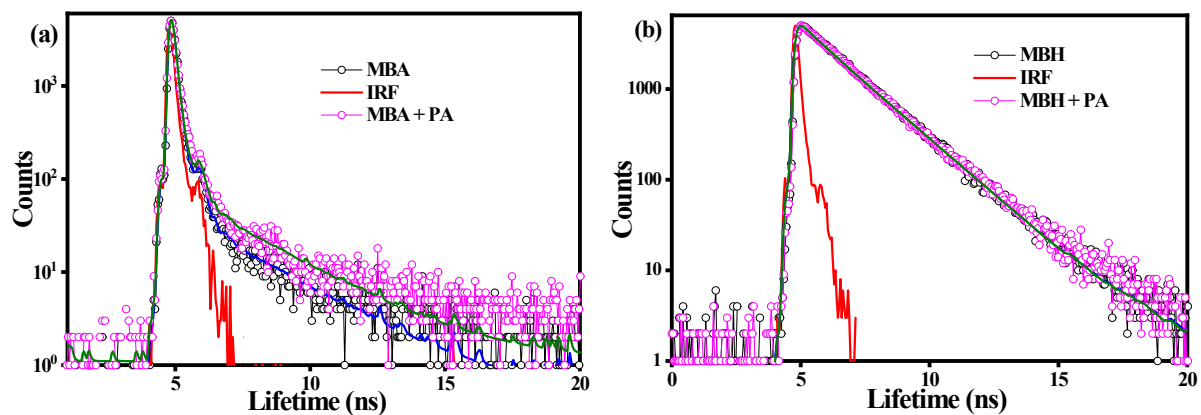 (a)
MBA
IRF
MBA + PA
Counts
10³
10²
10¹
10⁰
5
10
15
20
Lifetime (ns)
(b)
MBH
IRF
MBH + PA
Counts
1000
100
10
1
0
5
10
15
20
Lifetime (ns)